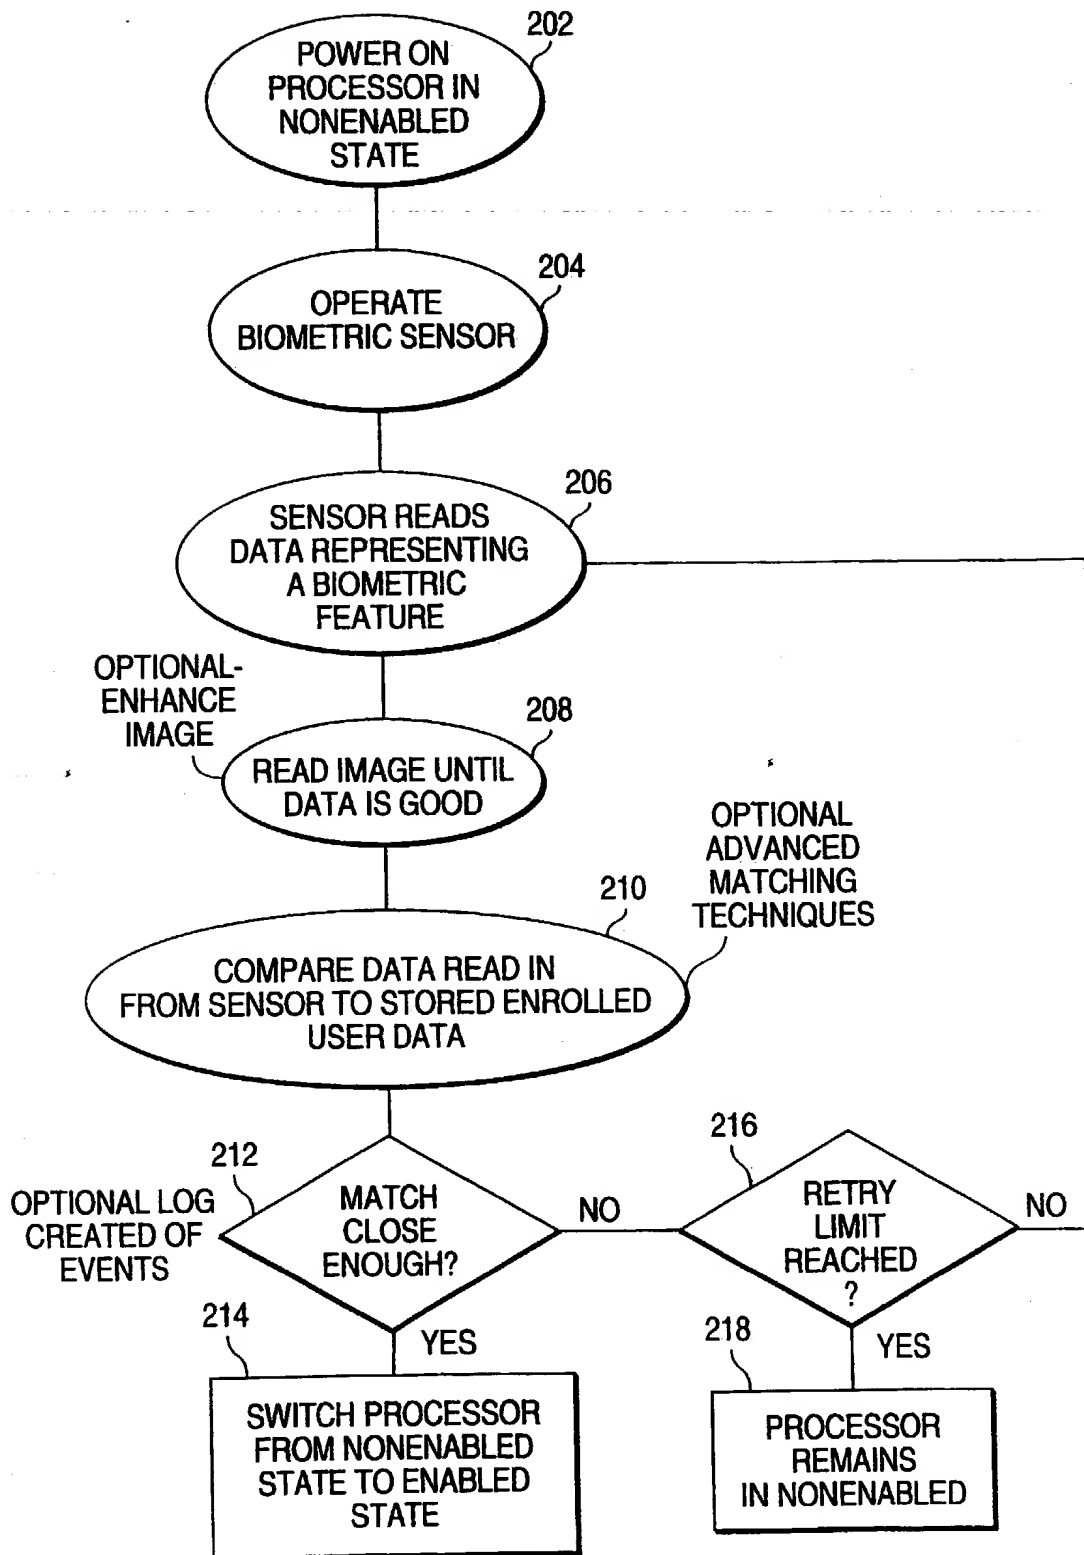 202
POWER ON
PROCESSOR IN
NONENABLED
STATE
204
OPERATE
BIOMETRIC SENSOR
206
SENSOR READS
DATA REPRESENTING
A BIOMETRIC
FEATURE
OPTIONAL-
ENHANCE
IMAGE
208
READ IMAGE UNTIL
DATA IS GOOD
OPTIONAL
ADVANCED
MATCHING
TECHNIQUES
210
COMPARE DATA READ IN
FROM SENSOR TO STORED ENROLLED
USER DATA
212
OPTIONAL LOG
CREATED OF
EVENTS
MATCH
CLOSE
ENOUGH?
NO
216
RETRY
LIMIT
REACHED
?
NO
214
YES
SWITCH PROCESSOR
FROM NONENABLED
STATE TO ENABLED
STATE
218
YES
PROCESSOR
REMAINS
IN NONENABLED